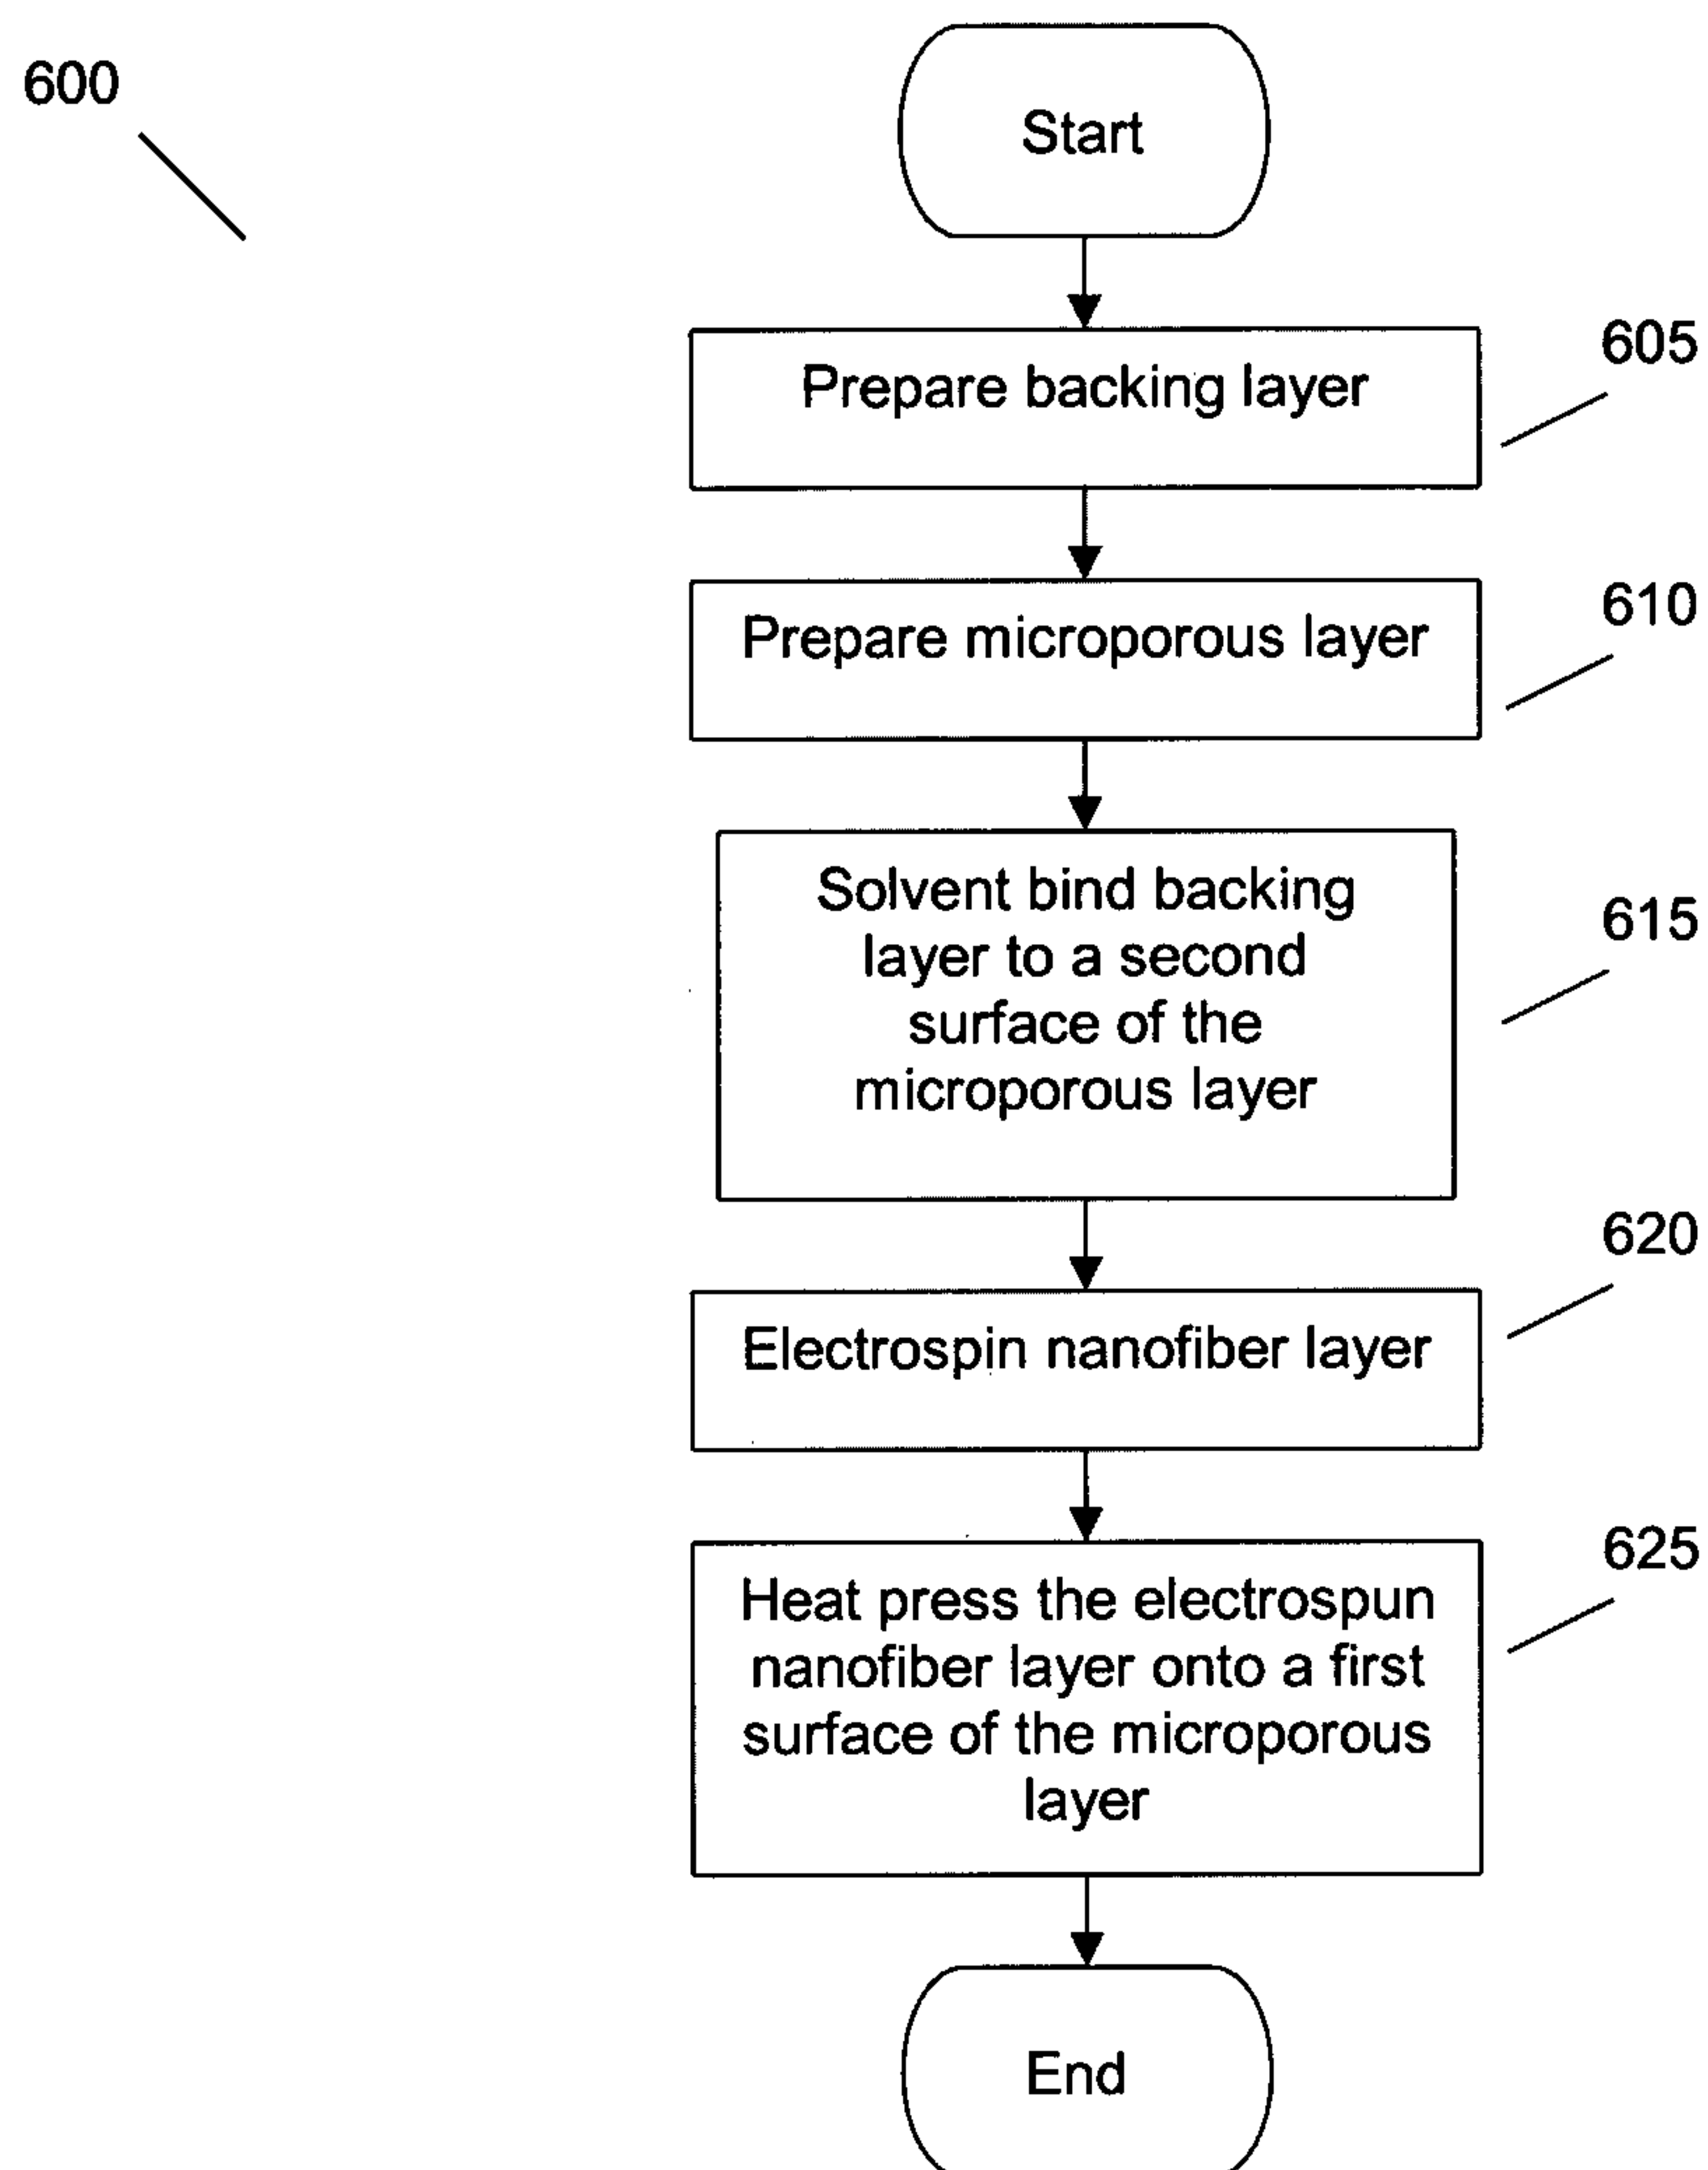 600
Start
Prepare backing layer
605
Prepare microporous layer
610
Solvent bind backing
layer to a second
surface of the
microporous layer
615
Electrospin nanofiber layer
620
Heat press the electrospun
nanofiber layer onto a first
surface of the microporous
layer
625
End